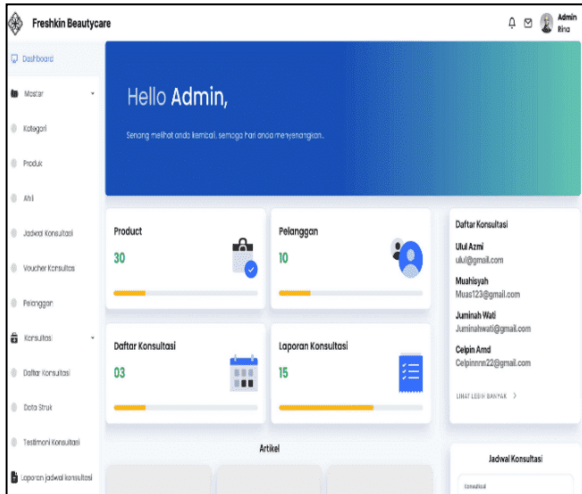 Freshkin Beautycare
Admin
Rina
Dashboard
Master
Kategori
Produk
Ahli
Jadwal Konsultasi
Voucher Konsultas
Pelanggan
Konsultasi
Daftar Konsultasi
Data Struk
Testimoni Konsultasi
Laporan jadwal konsultasi
Hello Admin,
Senang melihat anda kembali, semoga hari anda menyenangkan..
Product
30
Pelanggan
10
Daftar Konsultasi
03
Laporan Konsultasi
15
Artikel
Daftar Konsultasi
Ulul Azmi
ulul@gmail.com
Muahisyah
Muas123@gmail.com
Juminah Wati
Juminahwati@gmail.com
Celpin Amd
Celpinnm22@gmail.com
LIHAT LEBIH BANYAK >
Jadwal Konsultasi